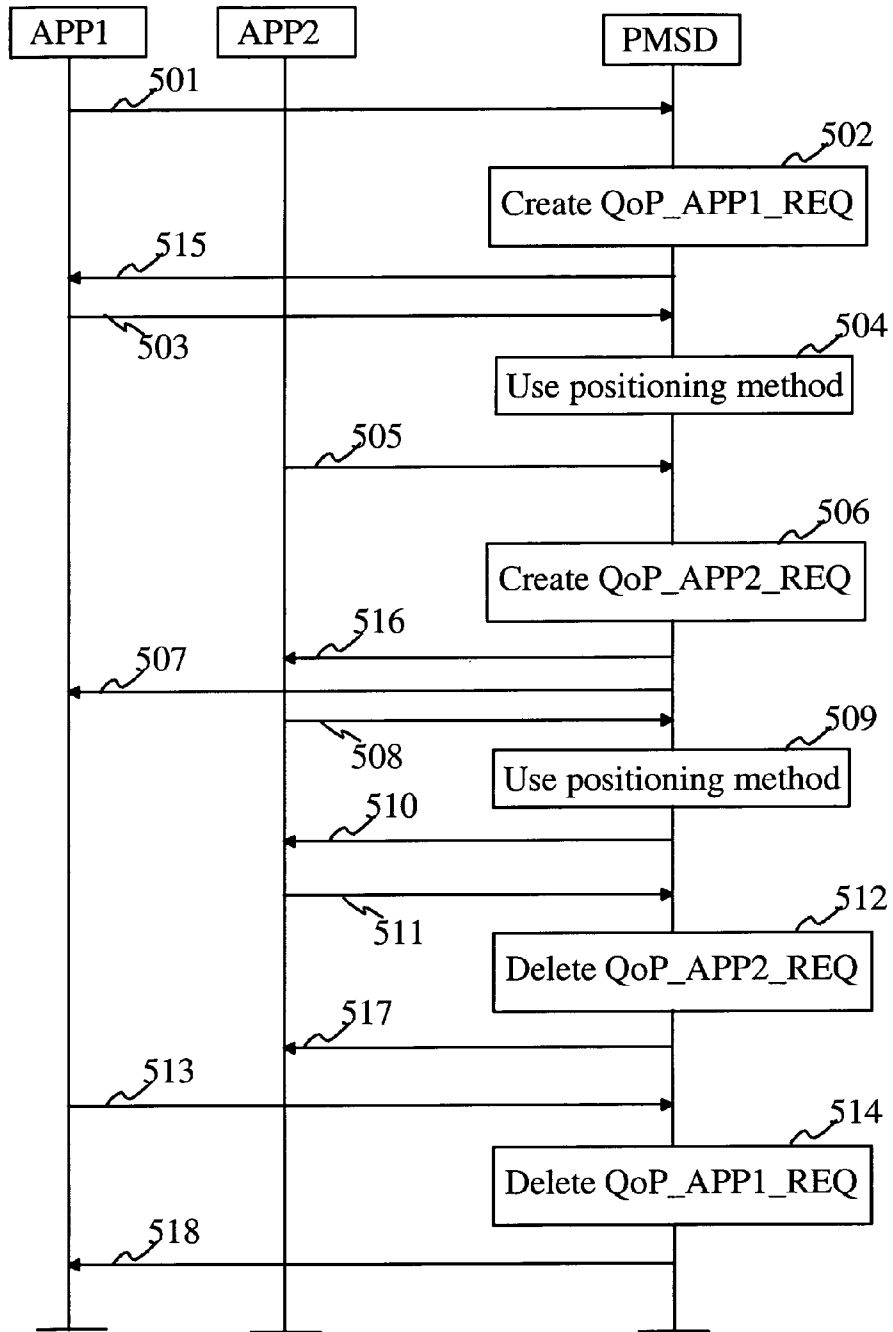 APP1 APP2 PMSD
501
502
Create QoP_APP1_REQ
515
503
504
Use positioning method
505
506
Create QoP_APP2_REQ
516
507
508
509
Use positioning method
510
511
512
Delete QoP_APP2_REQ
517
513
514
Delete QoP_APP1_REQ
518